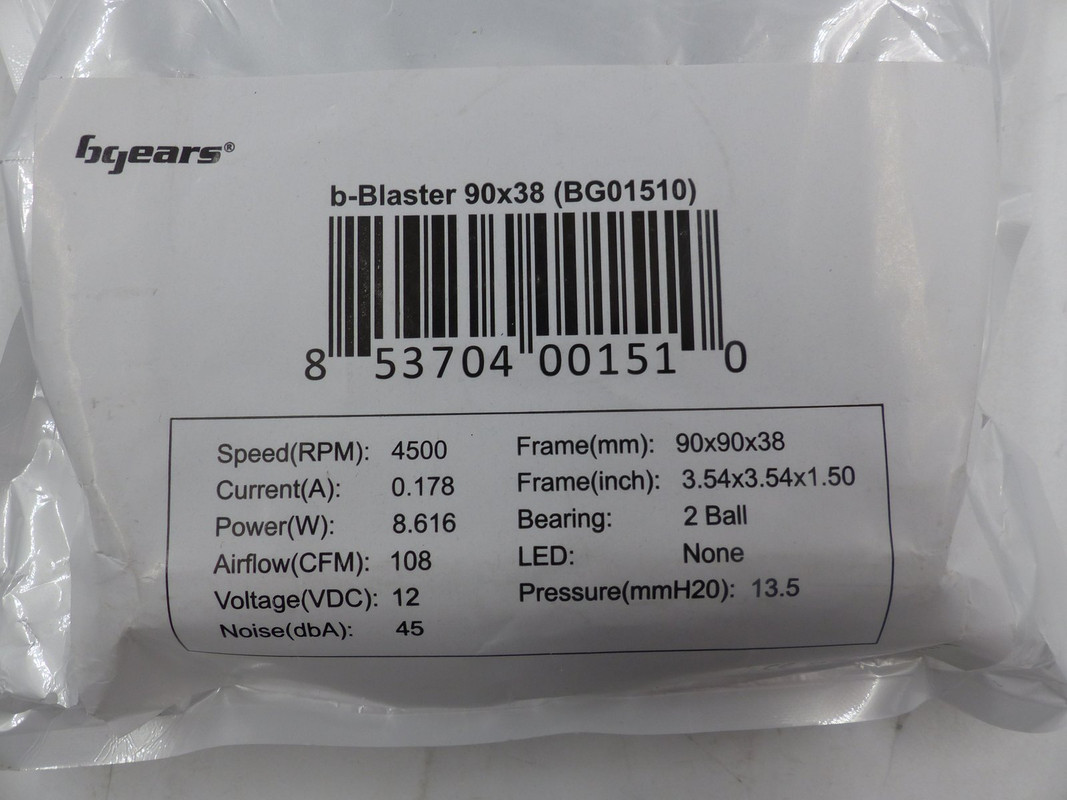 bgears®
b-Blaster 90x38 (BG01510)
8 53704 00151 0
Speed(RPM): 4500
Current(A): 0.178
Power(W): 8.616
Airflow(CFM): 108
Voltage(VDC): 12
Noise(dbA): 45
Frame(mm): 90x90x38
Frame(inch): 3.54x3.54x1.50
Bearing: 2 Ball
LED: None
Pressure(mmH20): 13.5